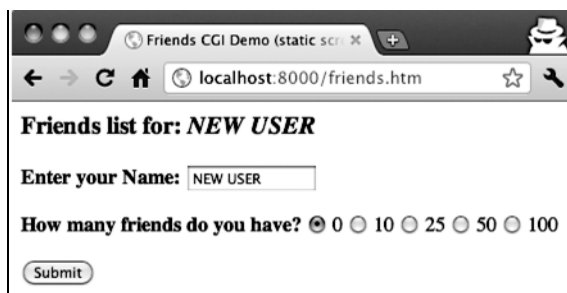 Friends CGI Demo (static scr
localhost:8000/friends.htm
Friends list for: NEW USER
Enter your Name: NEW USER
How many friends do you have? 0 10 25 50 100
Submit